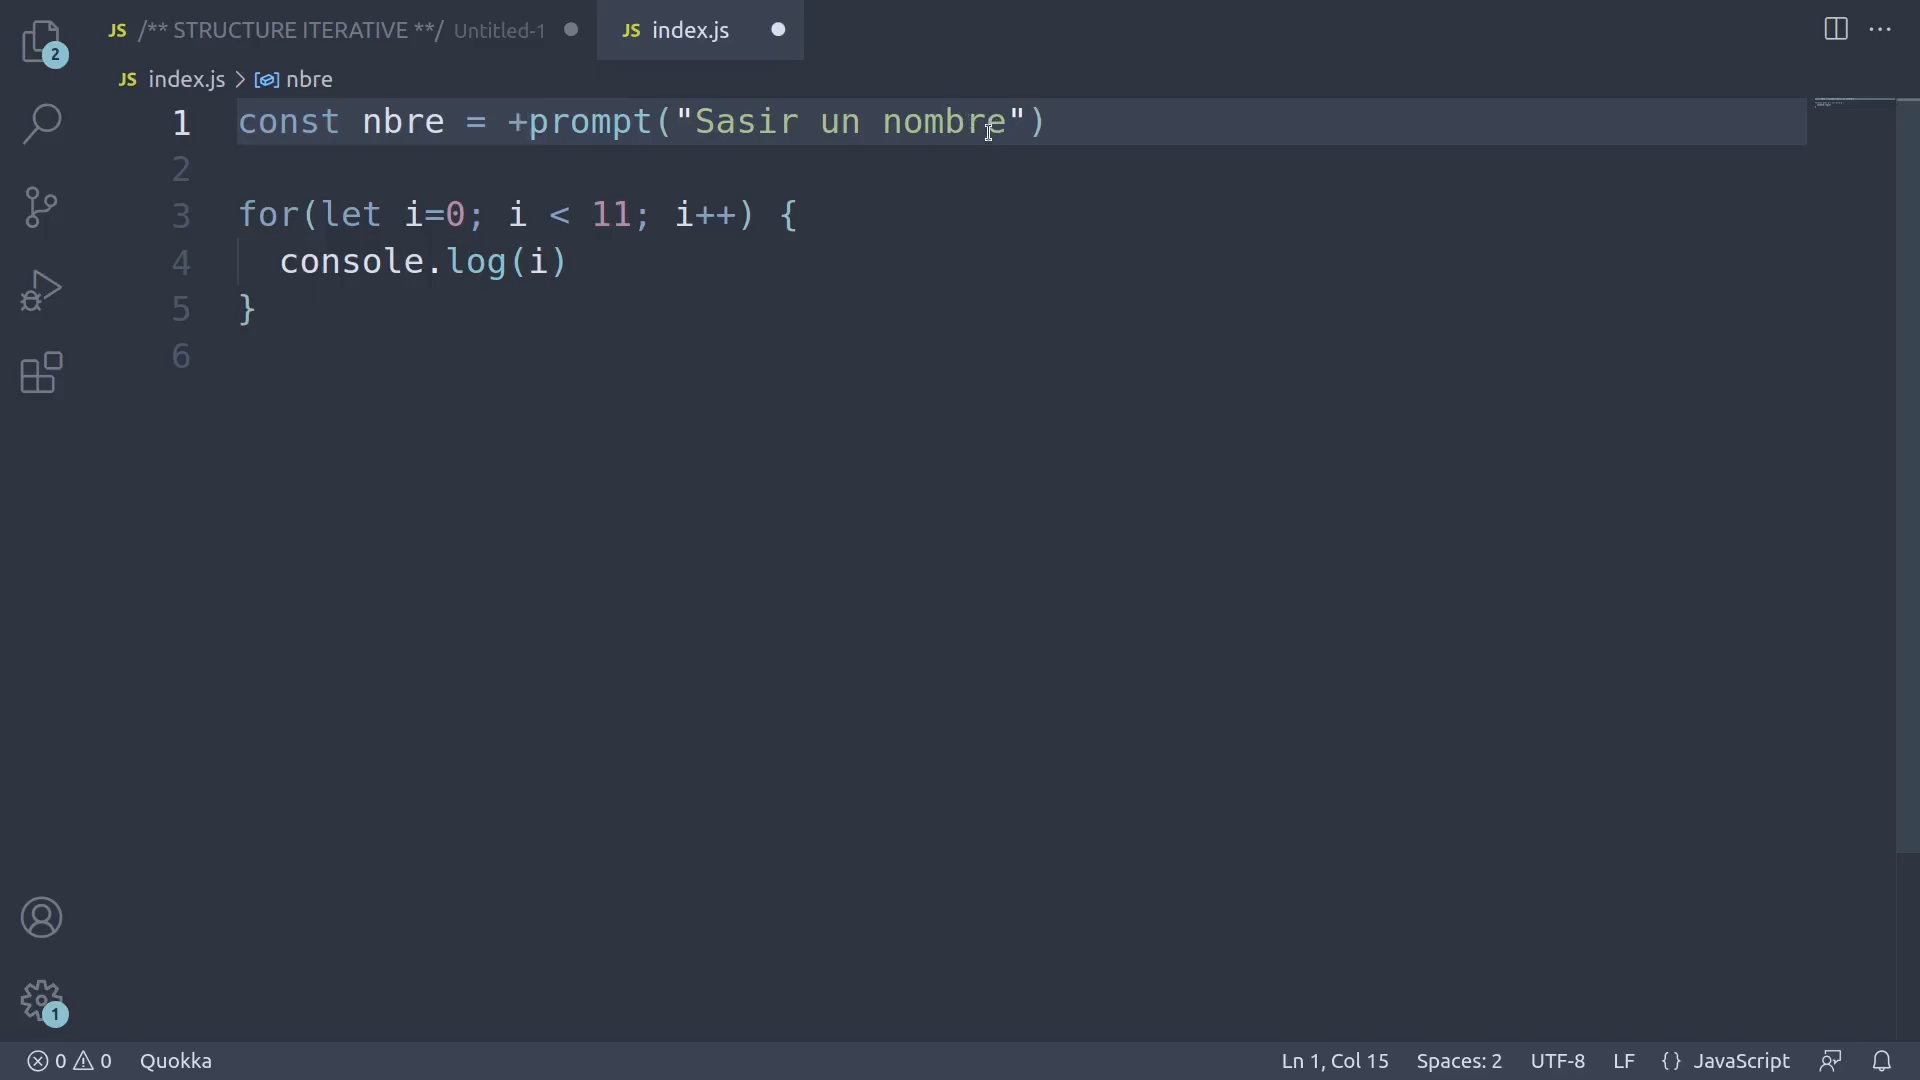 2
JS /** STRUCTURE ITERATIVE **/ Untitled-1
JS index.js
JS index.js > nbre
1 const nbre = +prompt("Sasir un nombre")
2
3 for(let i=0; i < 11; i++) {
4 console.log(i)
5 }
6
1
0 0 Quokka Ln 1, Col 15 Spaces: 2 UTF-8 LF {} JavaScript